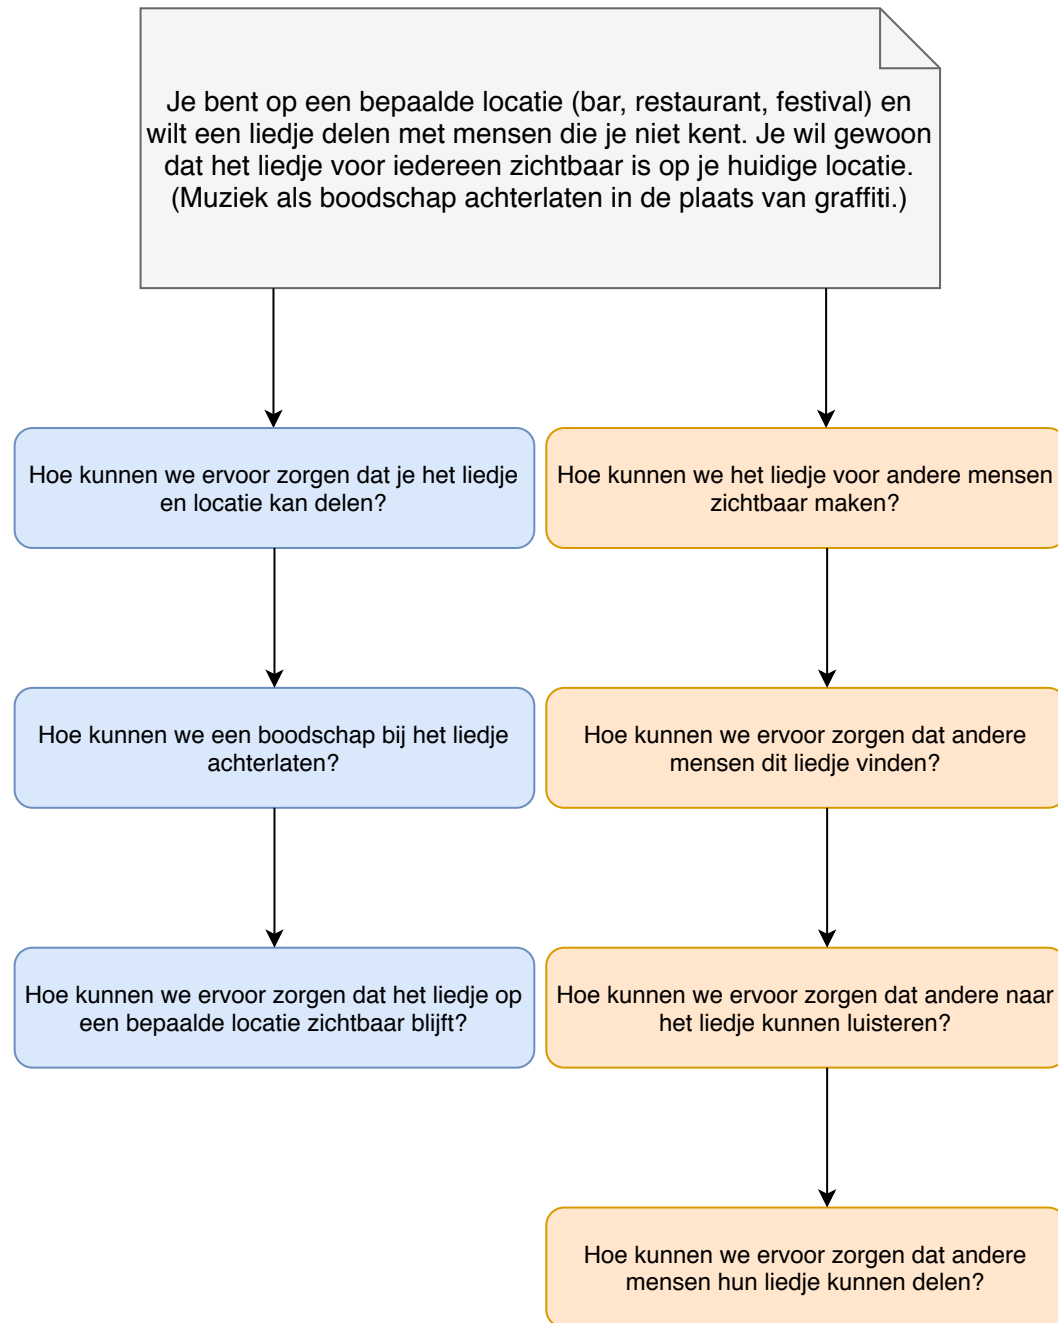 Je bent op een bepaalde locatie (bar, restaurant, festival) en
wilt een liedje delen met mensen die je niet kent. Je wil gewoon
dat het liedje voor iedereen zichtbaar is op je huidige locatie.
(Muziek als boodschap achterlaten in de plaats van graffiti.)
Hoe kunnen we ervoor zorgen dat je het liedje
en locatie kan delen?
Hoe kunnen we een boodschap bij het liedje
achterlaten?
Hoe kunnen we ervoor zorgen dat het liedje op
een bepaalde locatie zichtbaar blijft?
Hoe kunnen we het liedje voor andere mensen
zichtbaar maken?
Hoe kunnen we ervoor zorgen dat andere
mensen dit liedje vinden?
Hoe kunnen we ervoor zorgen dat andere naar
het liedje kunnen luisteren?
Hoe kunnen we ervoor zorgen dat andere
mensen hun liedje kunnen delen?